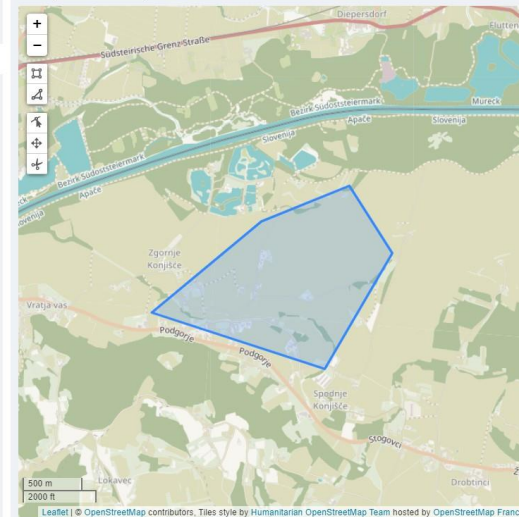 Diepersdorf
+
Flutten
−
Südsteirische Grenz Straße
Mureck
Bezirk Südoststeiermark
Apače
Slovenija
Slovenija
Bezirk Südoststeiermark
Apače
Slovenija
Zgornje
Konjišče
Vratja vas
Podgorje
Podgorje
Spodnje
Konjišče
Stogovci
Lokavec
Drobtinci
500 m
2000 ft
Leaflet | © OpenStreetMap contributors, Tiles style by Humanitarian OpenStreetMap Team hosted by OpenStreetMap Franc